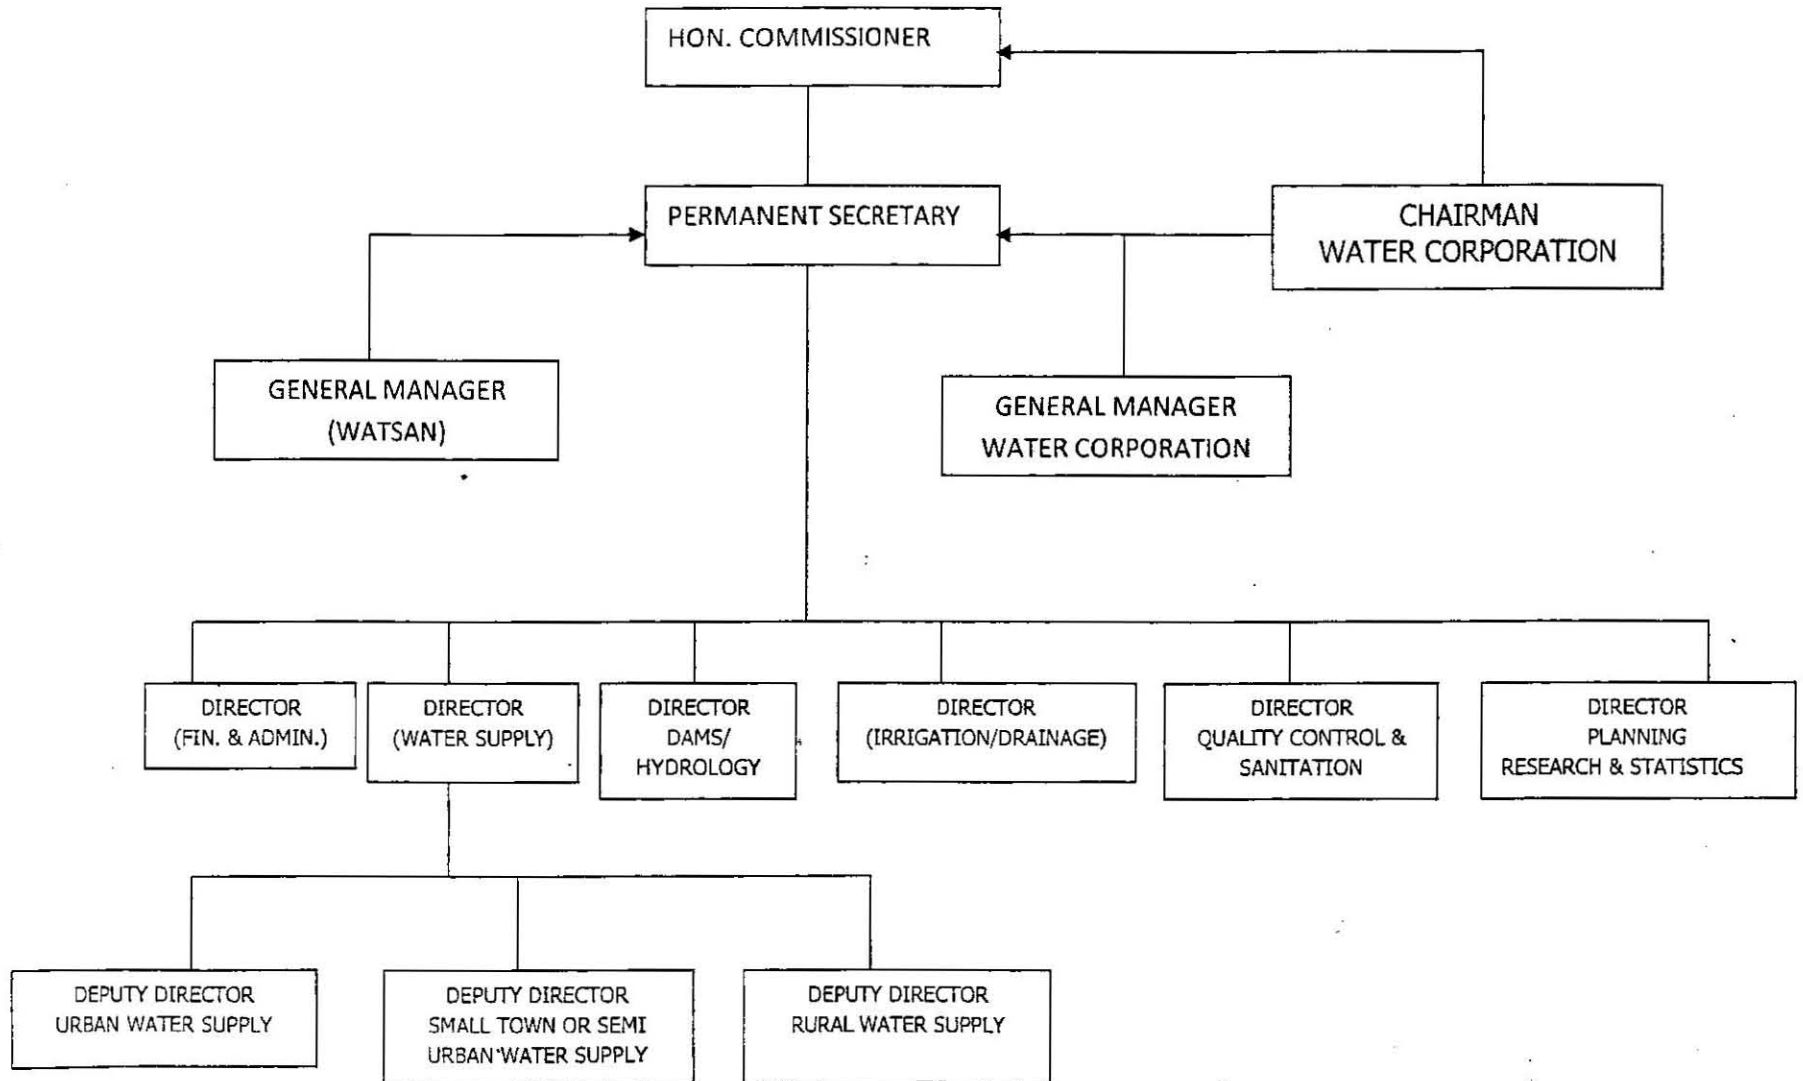 HON. COMMISSIONER
PERMANENT SECRETARY
CHAIRMAN
WATER CORPORATION
GENERAL MANAGER
(WATSAN)
GENERAL MANAGER
WATER CORPORATION
DIRECTOR
(FIN. & ADMIN.)
DIRECTOR
(WATER SUPPLY)
DIRECTOR
DAMS/
HYDROLOGY
DIRECTOR
(IRRIGATION/DRAINAGE)
DIRECTOR
QUALITY CONTROL &
SANITATION
DIRECTOR
PLANNING
RESEARCH & STATISTICS
DEPUTY DIRECTOR
URBAN WATER SUPPLY
DEPUTY DIRECTOR
SMALL TOWN OR SEMI
URBAN WATER SUPPLY
DEPUTY DIRECTOR
RURAL WATER SUPPLY